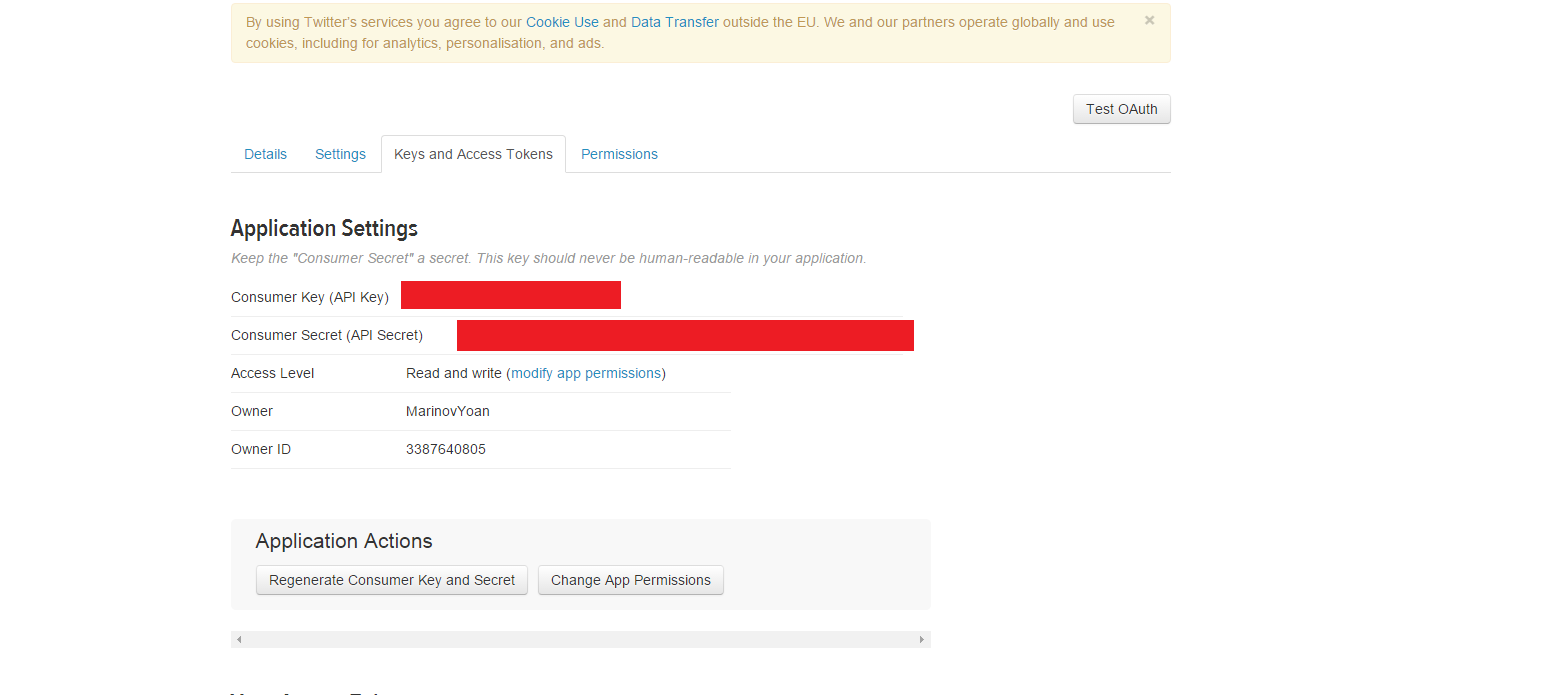 By using Twitter's services you agree to our Cookie Use and Data Transfer outside the EU. We and our partners operate globally and use
cookies, including for analytics, personalisation, and ads.
×
Test OAuth
Details Settings Keys and Access Tokens Permissions
Application Settings
Keep the "Consumer Secret" a secret. This key should never be human-readable in your application.
Consumer Key (API Key)
Consumer Secret (API Secret)
Access Level Read and write (modify app permissions)
Owner MarinovYoan
Owner ID 3387640805
Application Actions
Regenerate Consumer Key and Secret Change App Permissions